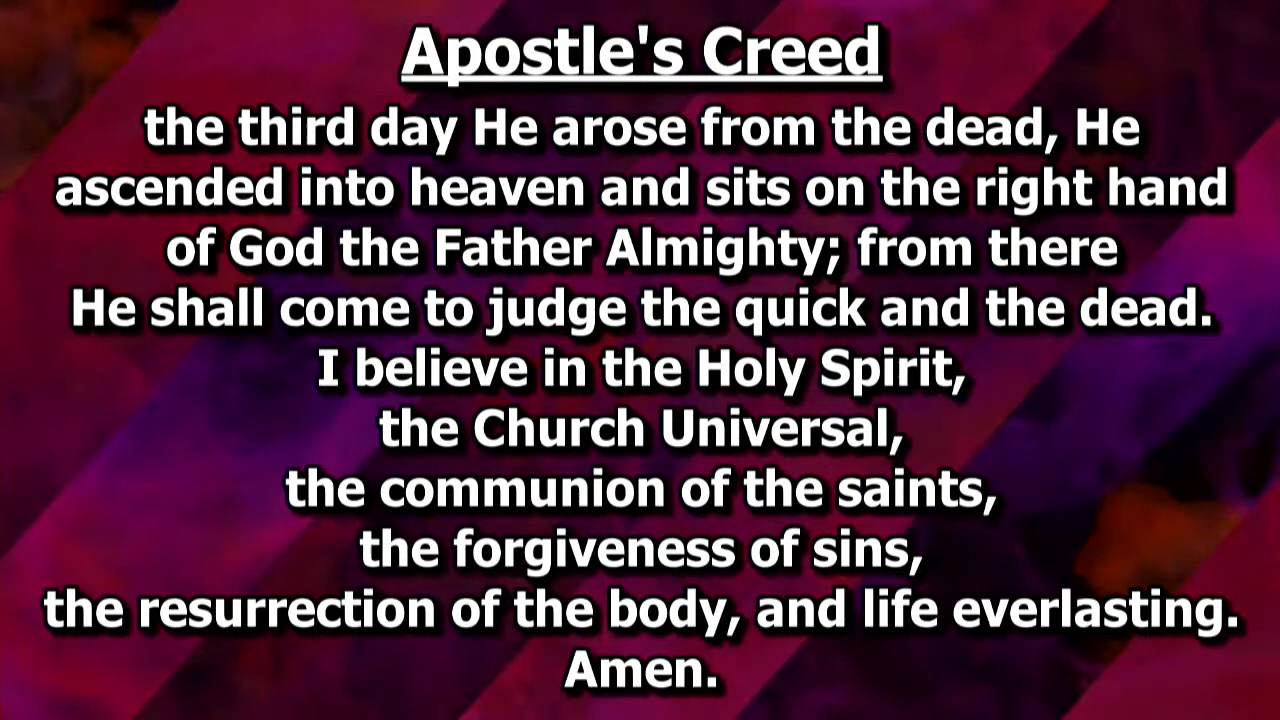 Apostle's Creed
the third day He arose from the dead, He
ascended into heaven and sits on the right hand
of God the Father Almighty; from there
He shall come to judge the quick and the dead.
I believe in the Holy Spirit,
the Church Universal,
the communion of the saints,
the forgiveness of sins,
the resurrection of the body, and life everlasting.
Amen.